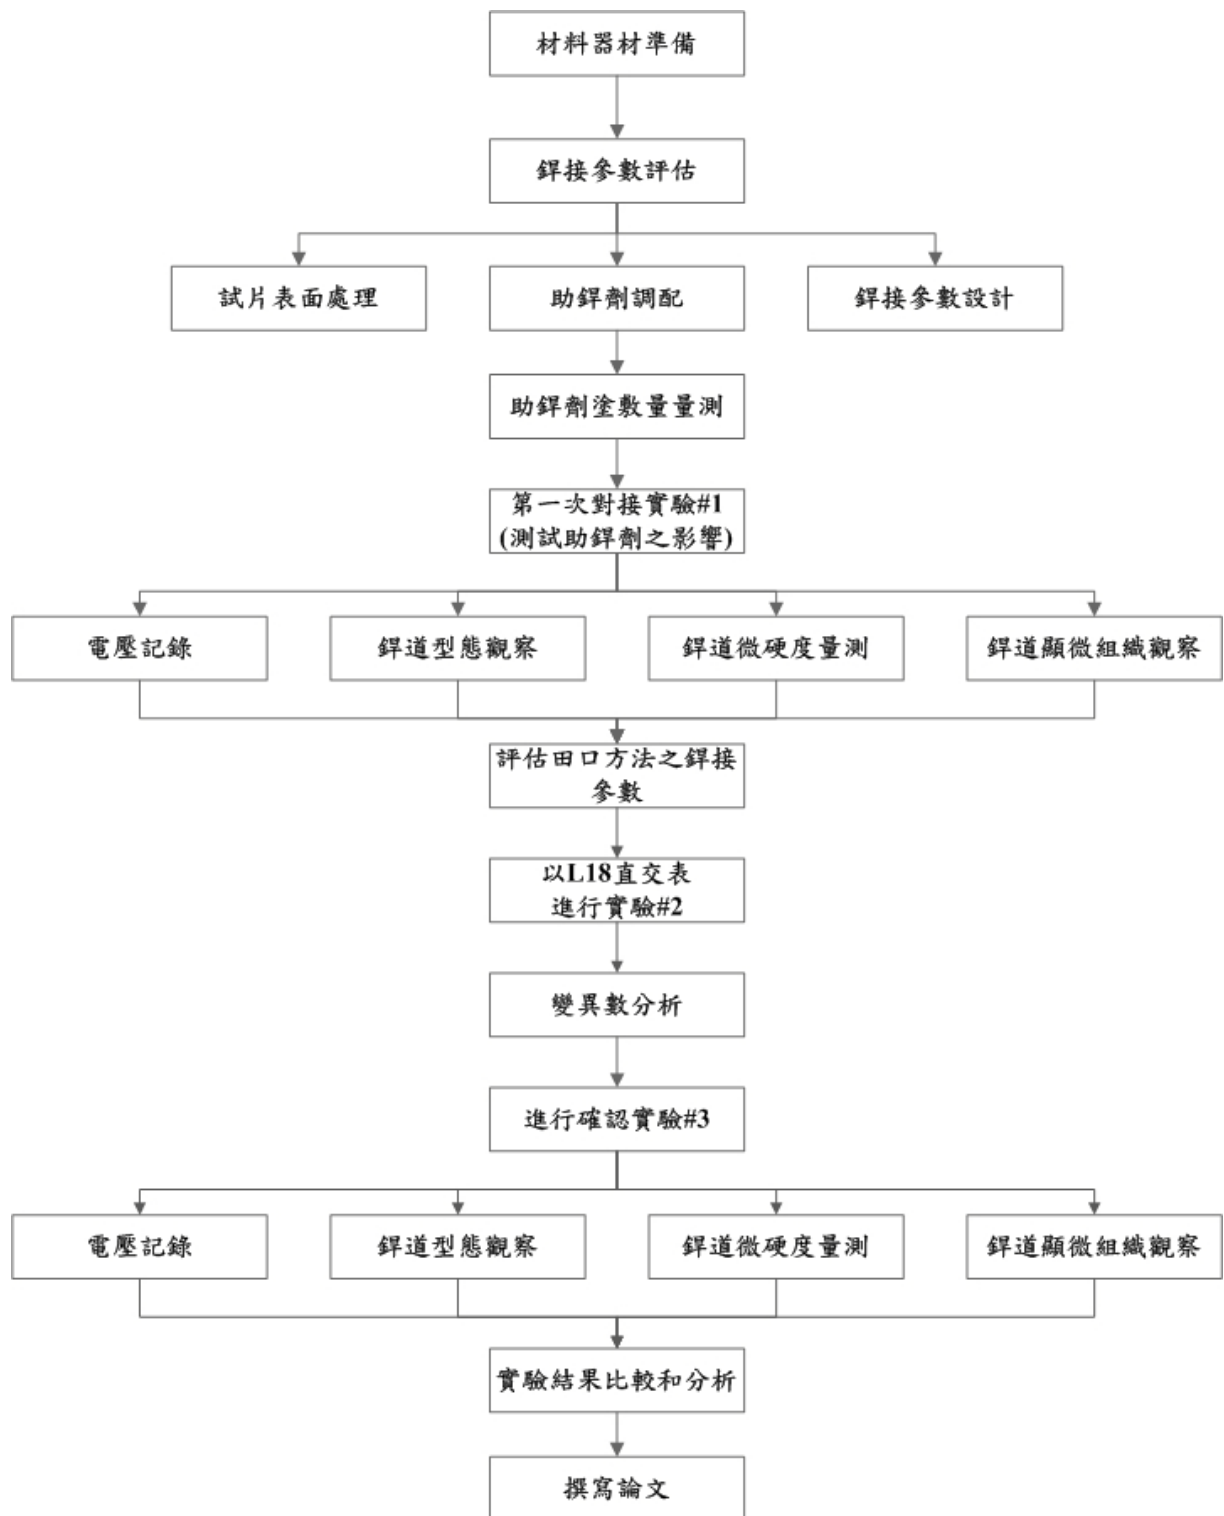 材料器材準備
銲接參數評估
試片表面處理
助銲劑調配
銲接參數設計
助銲劑塗敷量量測
第一次對接實驗#1
(測試助銲劑之影響)
電壓記錄
銲道型態觀察
銲道微硬度量測
銲道顯微組織觀察
評估田口方法之銲接
參數
以L18直交表
進行實驗#2
變異數分析
進行確認實驗#3
電壓記錄
銲道型態觀察
銲道微硬度量測
銲道顯微組織觀察
實驗結果比較和分析
撰寫論文